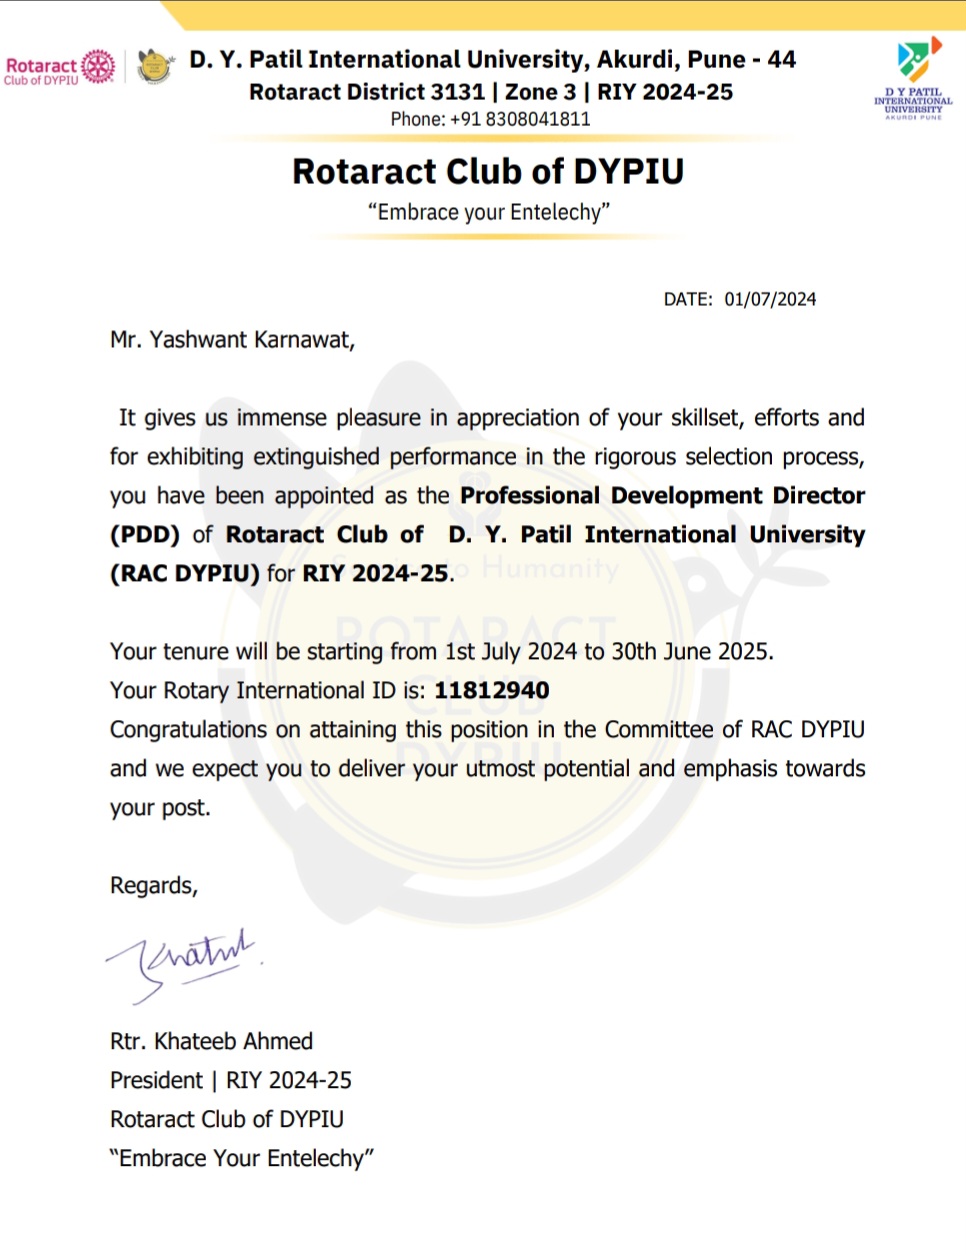 Rotaract
Club of DYPIU
D. Y. Patil International University, Akurdi, Pune - 44
Rotaract District 3131 | Zone 3 | RIY 2024-25
Phone: +91 8308041811
D Y PATIL
INTERNATIONAL
UNIVERSITY
AKURDI PUNE
Rotaract Club of DYPIU
“Embrace your Entelechy”
DATE: 01/07/2024
Mr. Yashwant Karnawat,
It gives us immense pleasure in appreciation of your skillset, efforts and
for exhibiting extinguished performance in the rigorous selection process,
you have been appointed as the Professional Development Director
(PDD) of Rotaract Club of D. Y. Patil International University
(RAC DYPIU) for RIY 2024-25.
Your tenure will be starting from 1st July 2024 to 30th June 2025.
Your Rotary International ID is: 11812940
Congratulations on attaining this position in the Committee of RAC DYPIU
and we expect you to deliver your utmost potential and emphasis towards
your post.
to Humanity
ROTARACT
CLUB
DYPIU
Regards,
Rtr. Khateeb Ahmed
President | RIY 2024-25
Rotaract Club of DYPIU
“Embrace Your Entelechy”